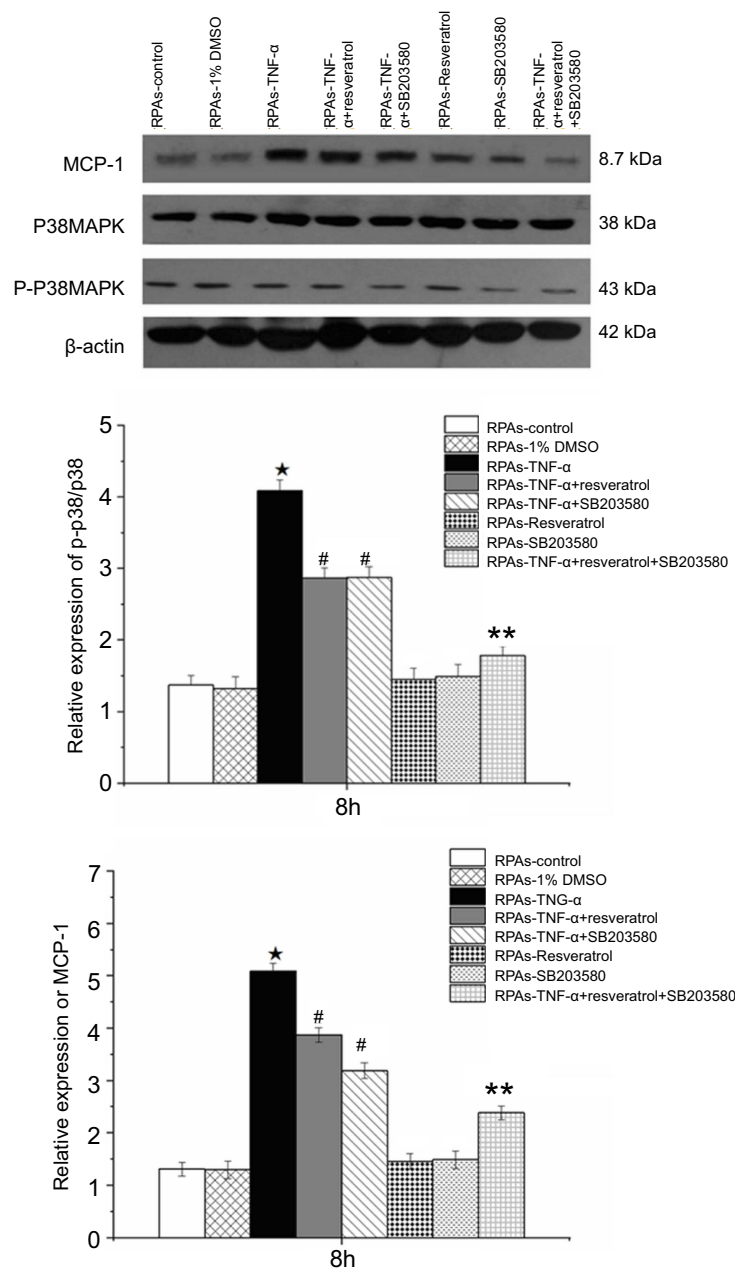 RPAs-control
RPAs-1% DMSO
RPAs-TNF-α
RPAs-TNF-
α+resveratrol
RPAs-TNF-
α+SB203580
RPAs-Resveratrol
RPAs-SB203580
RPAs-TNF-
α+resveratrol
+SB203580
MCP-1
8.7 kDa
P38MAPK
38 kDa
P-P38MAPK
43 kDa
β-actin
42 kDa
Relative expression of p-p38/p38
5
4
3
2
1
0
★
#
#
**
8h
RPAs-control
RPAs-1% DMSO
RPAs-TNF-α
RPAs-TNF-α+resveratrol
RPAs-TNF-α+SB203580
RPAs-Resveratrol
RPAs-SB203580
RPAs-TNF-α+resveratrol+SB203580
Relative expression or MCP-1
7
6
5
4
3
2
1
0
★
#
#
**
8h
RPAs-control
RPAs-1% DMSO
RPAs-TNG-α
RPAs-TNF-α+resveratrol
RPAs-TNF-α+SB203580
RPAs-Resveratrol
RPAs-SB203580
RPAs-TNF-α+resveratrol+SB203580